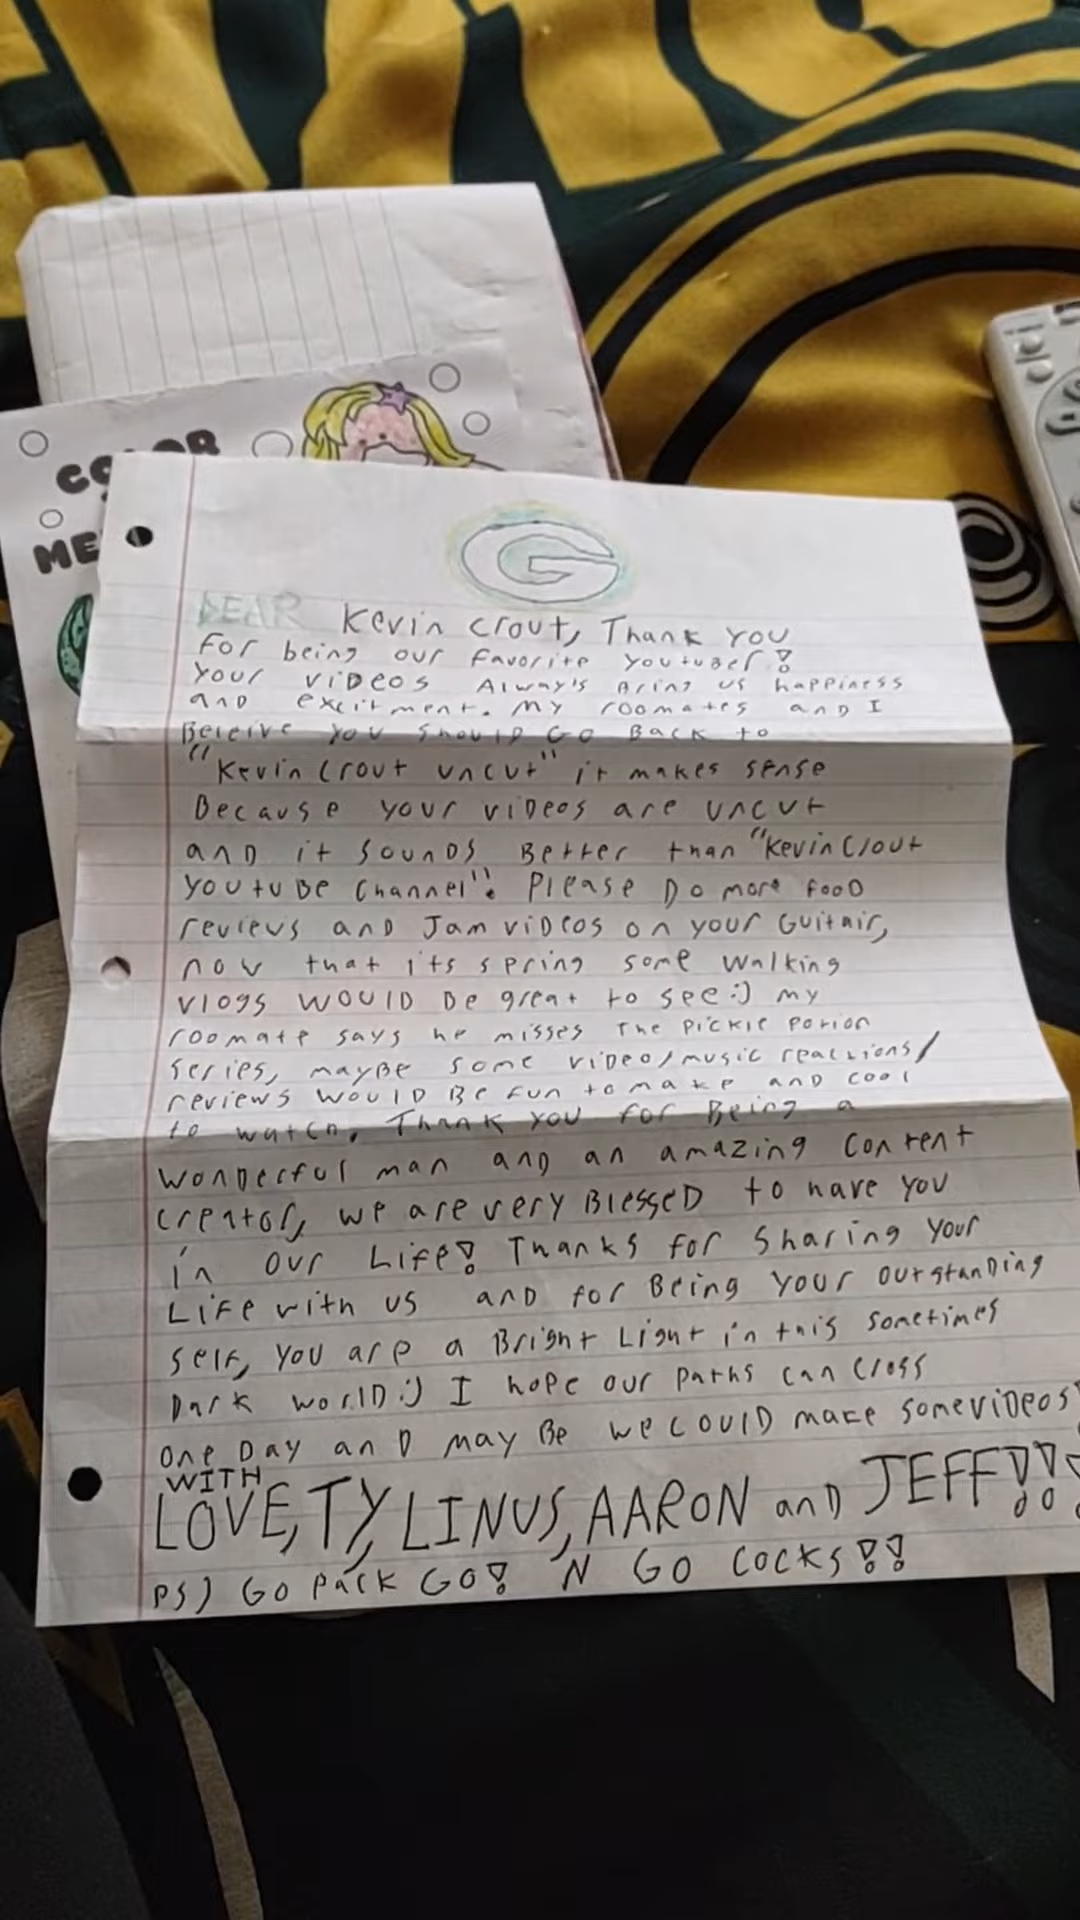 COLOR
ME
G
DEAR Kevin Crout, Thank you
For being our favorite youtuber!
your videos Alway's Bring us happiness
and excitment. My roomates and I
Beleive you should Go Back to
"Kevin Crout uncut" it makes sense
Because your videos are uncut
and it sounds Better than "Kevin Crout
youtube Channel". Please Do more food
reviews and Jam videos on your Guitair,
now that its spring some walking
vlogs would be great to see:) my
roomate says he misses The Pickle Potion
series, maybe some video/music reactions/
reviews would Be fun to make and cool
to watch. Thank you for Being a
wonderful man and an amazing content
creator, we are very Blessed to have you
in our Life! Thanks for Sharing your
Life with us and for Being your outstanding
self, you are a Bright Light in this sometimes
Dark world:) I hope our paths can cross
one Day and may Be we could make some videos!
WITH
LOVE, TY, LINUS, AARON and JEFF!!!
PS) GO PACK GO! 'N GO COCKS!!